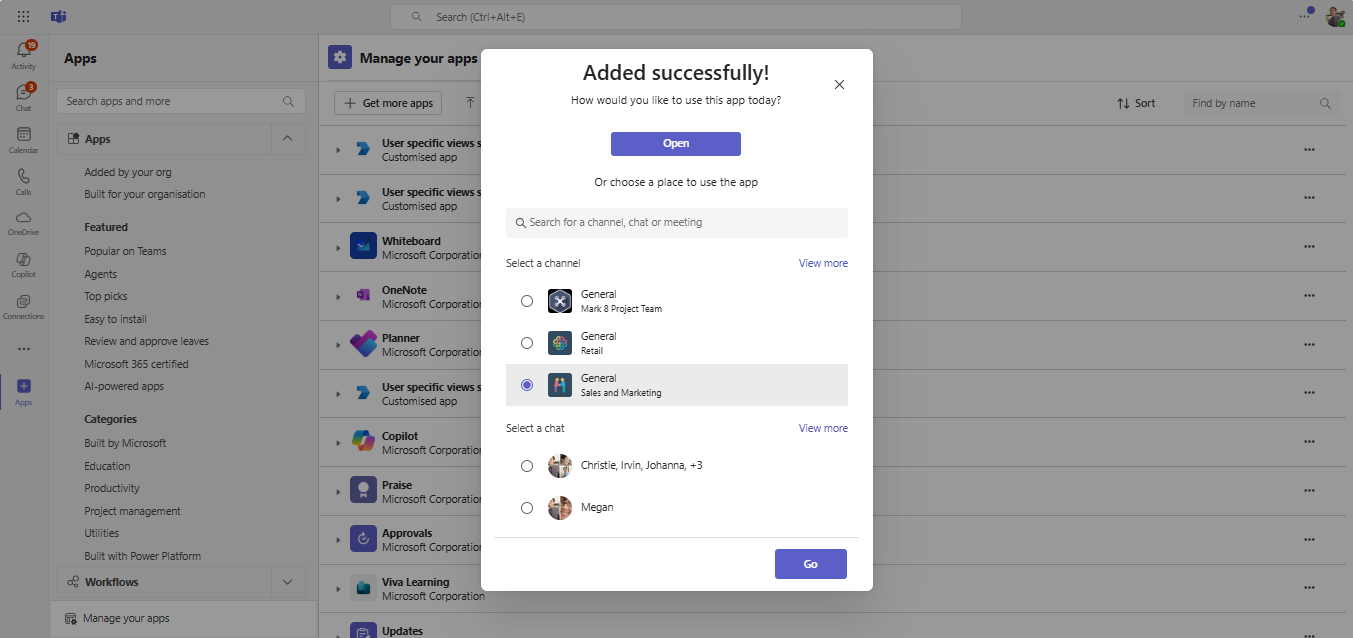 Search (Ctrl+Alt+E)
19
Activity
3
Chat
Calendar
Calls
OneDrive
Copilot
Connections
Apps
Apps
Search apps and more
Apps
Added by your org
Built for your organisation
Featured
Popular on Teams
Agents
Top picks
Easy to install
Review and approve leaves
Microsoft 365 certified
AI-powered apps
Categories
Built by Microsoft
Education
Productivity
Project management
Utilities
Built with Power Platform
Workflows
Manage your apps
Manage your apps
Get more apps
Sort
Find by name
User specific views s
Customised app
User specific views s
Customised app
Whiteboard
Microsoft Corporation
OneNote
Microsoft Corporation
Planner
Microsoft Corporation
User specific views s
Customised app
Copilot
Microsoft Corporation
Praise
Microsoft Corporation
Approvals
Microsoft Corporation
Viva Learning
Microsoft Corporation
Updates
Added successfully!
How would you like to use this app today?
Open
Or choose a place to use the app
Search for a channel, chat or meeting
Select a channel View more
General
Mark 8 Project Team
General
Retail
General
Sales and Marketing
Select a chat View more
Christie, Irvin, Johanna, +3
Megan
Go